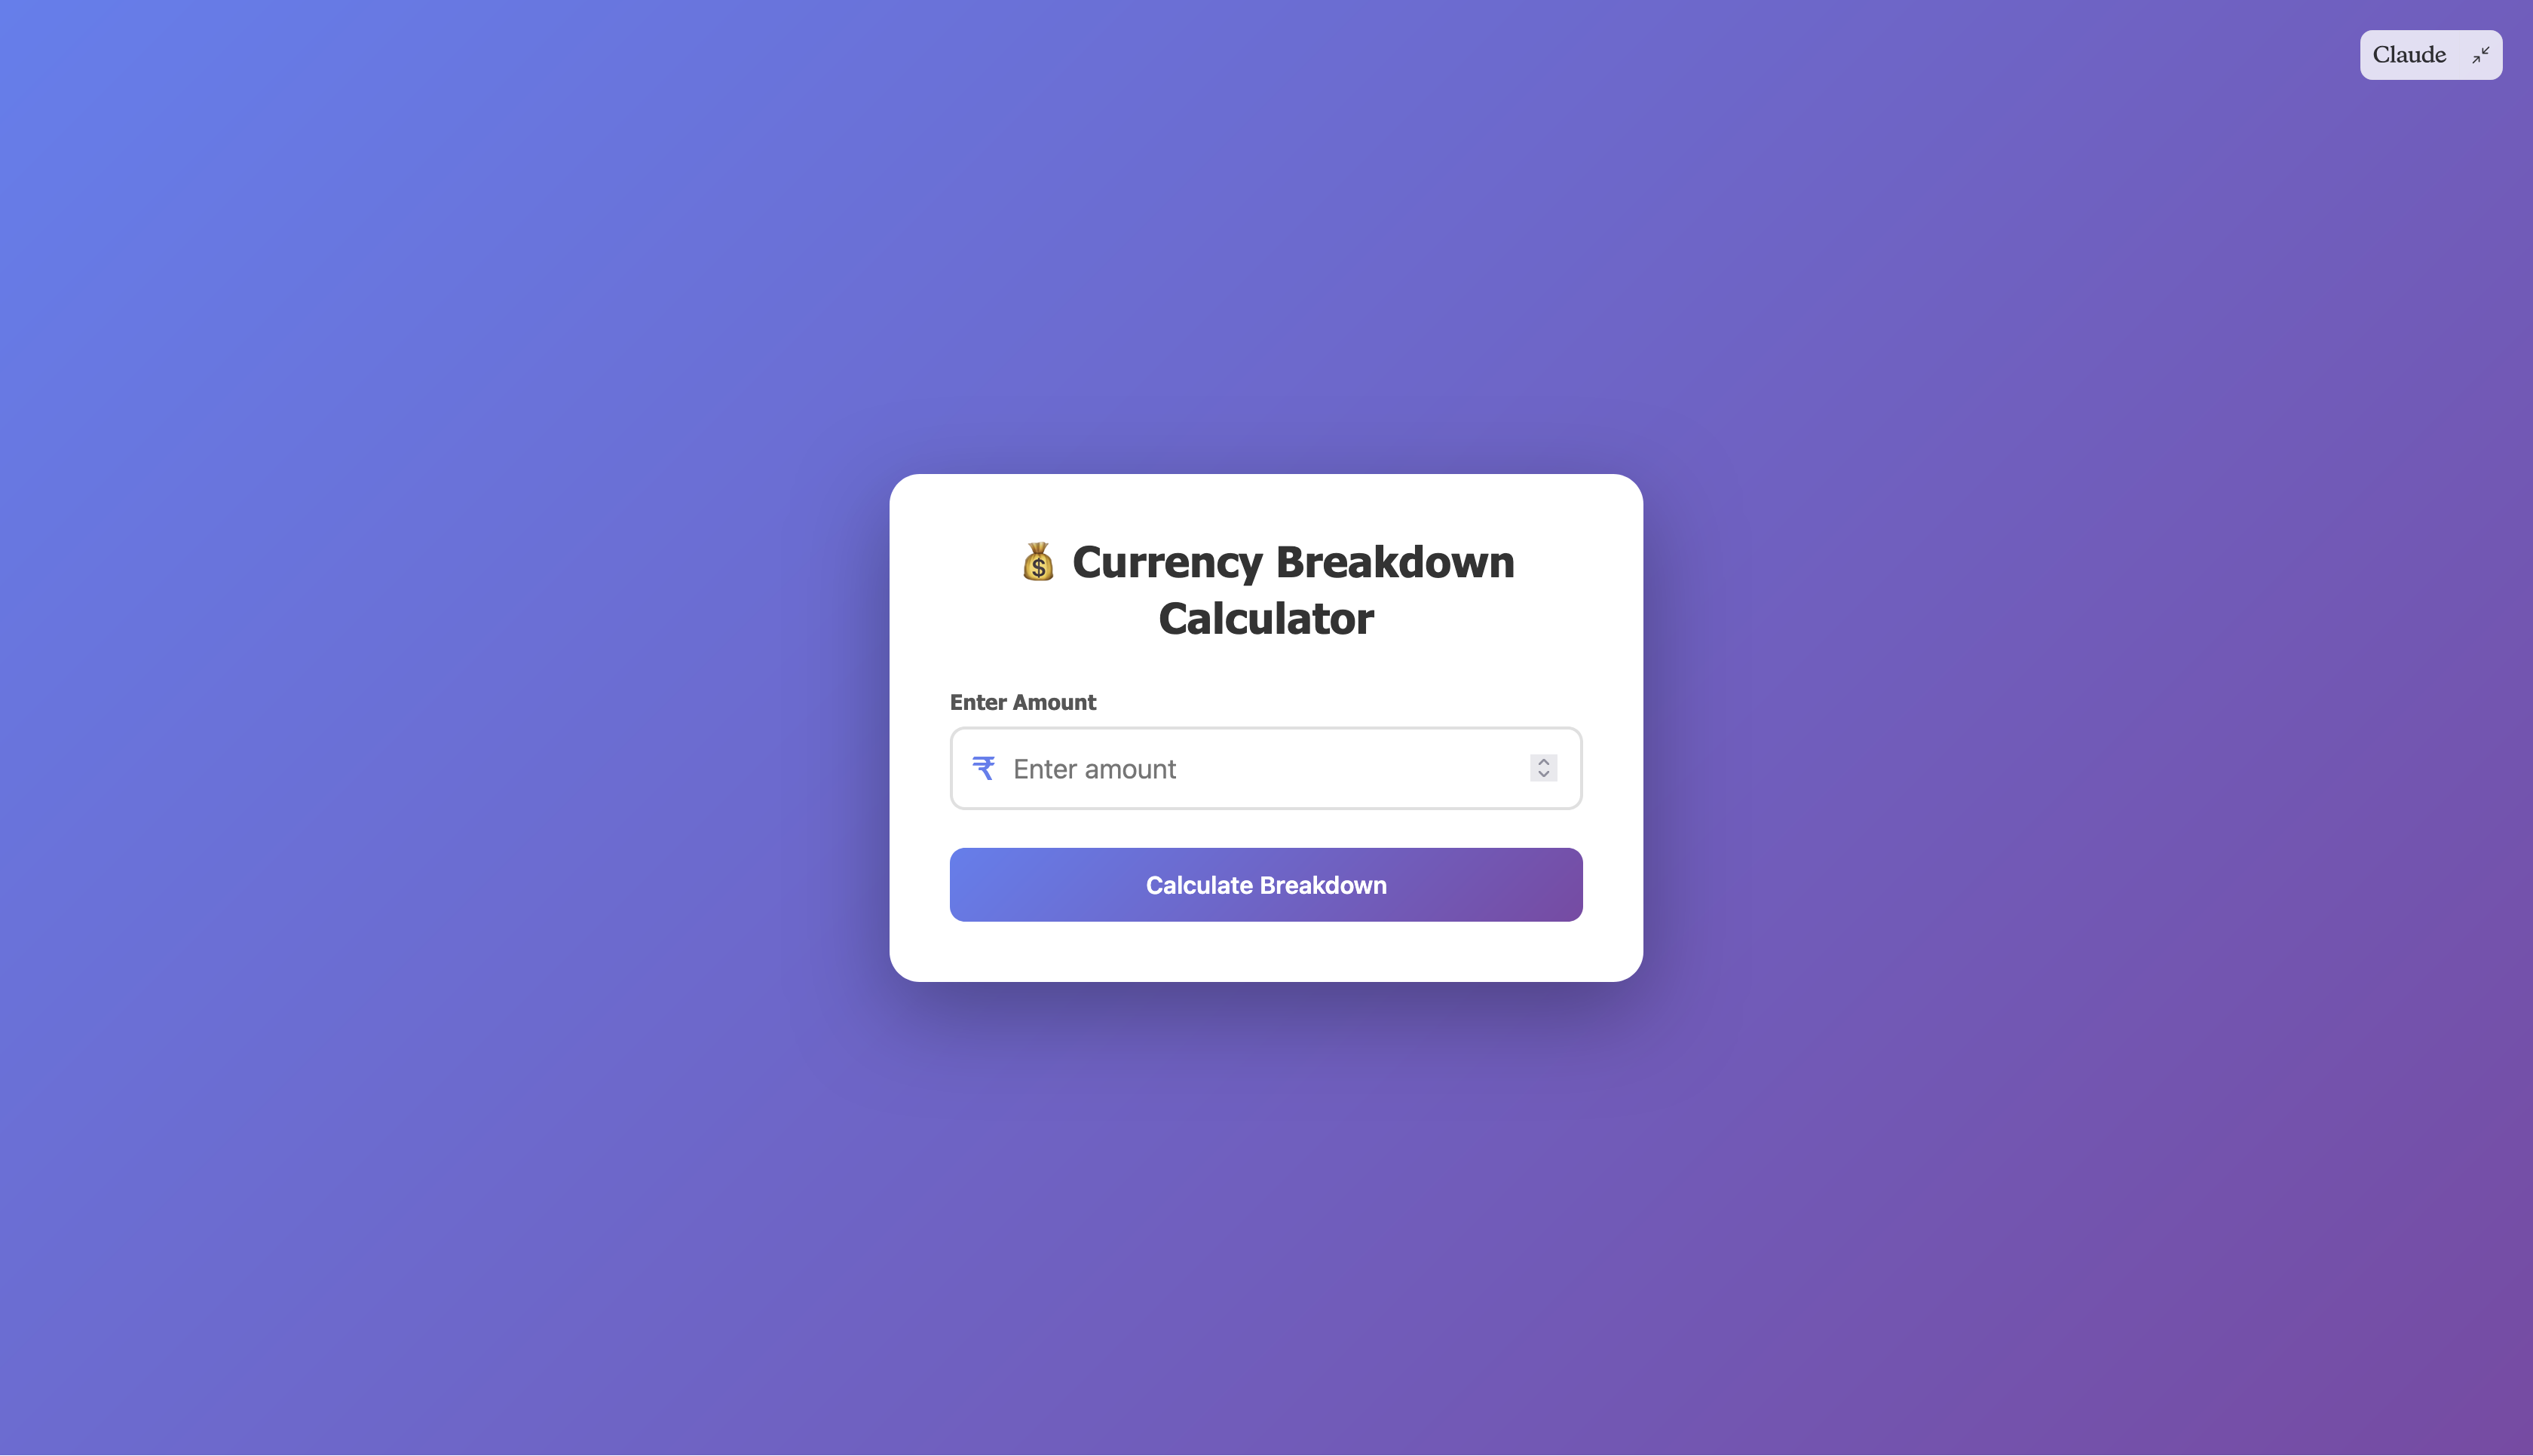 Claude
💰 Currency Breakdown
Calculator
Enter Amount
₹ Enter amount
Calculate Breakdown